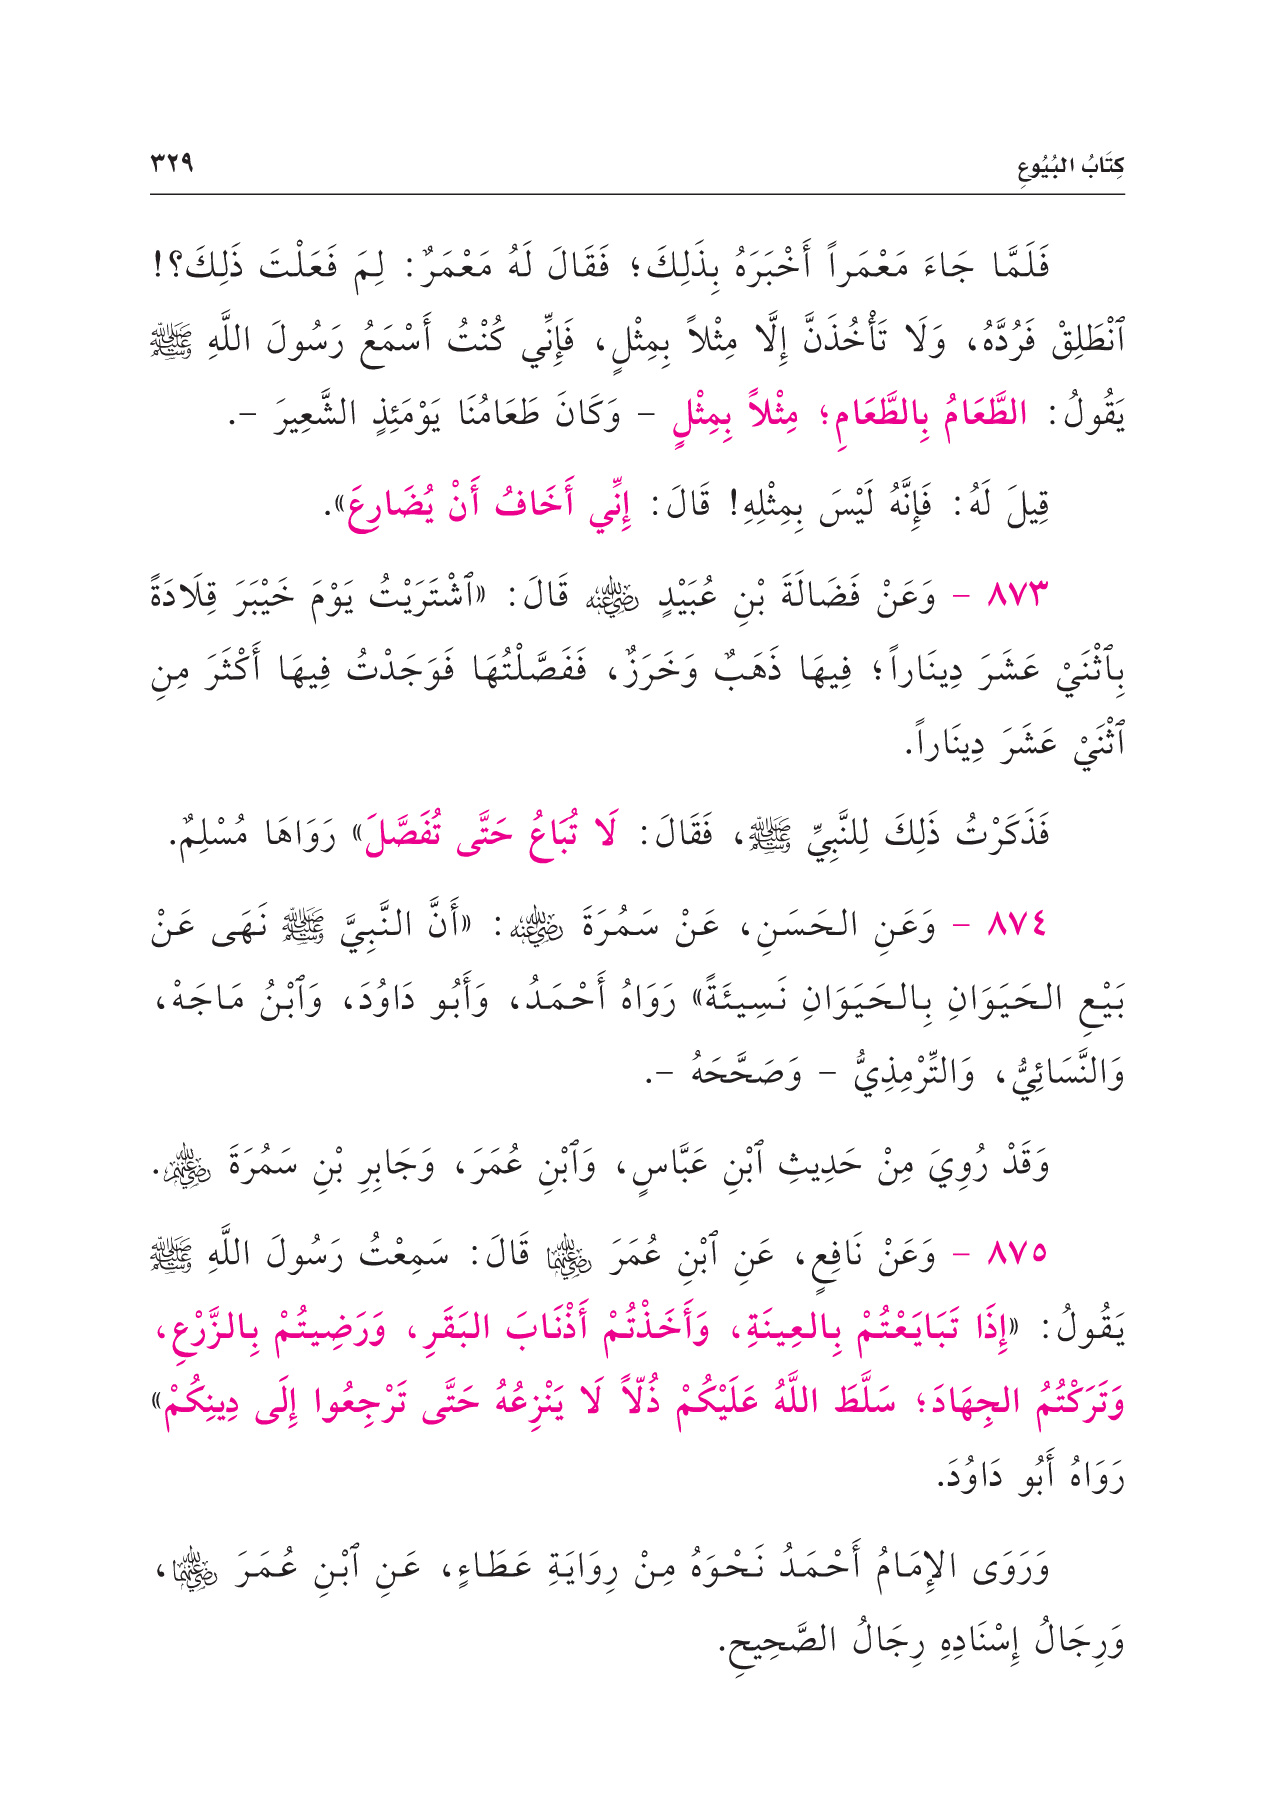 كِتَابُ البُيُوعِ ٣٢٩
فَلَمَّا جَاءَ مَعْمَراً أَخْبَرَهُ بِذَلِكَ؛ فَقَالَ لَهُ مَعْمَرٌ: لِمَ فَعَلْتَ ذَلِكَ؟!
ٱنْطَلِقْ فَرُدَّهُ، وَلَا تَأْخُذَنَّ إِلَّا مِثْلاً بِمِثْلٍ، فَإِنِّي كُنْتُ أَسْمَعُ رَسُولَ اللَّهِ ﷺ
يَقُولُ: الطَّعَامُ بِالطَّعَامِ؛ مِثْلاً بِمِثْلٍ – وَكَانَ طَعَامُنَا يَوْمَئِذٍ الشَّعِيرَ –.
قِيلَ لَهُ: فَإِنَّهُ لَيْسَ بِمِثْلِهِ! قَالَ: إِنِّي أَخَافُ أَنْ يُضَارِعَ».
٨٧٣ – وَعَنْ فَضَالَةَ بْنِ عُبَيْدٍ رضي الله عنه قَالَ: «ٱشْتَرَيْتُ يَوْمَ خَيْبَرَ قِلَادَةً
بِٱثْنَيْ عَشَرَ دِينَاراً؛ فِيهَا ذَهَبٌ وَخَرَزٌ، فَفَصَّلْتُهَا فَوَجَدْتُ فِيهَا أَكْثَرَ مِنِ
ٱثْنَيْ عَشَرَ دِينَاراً.
فَذَكَرْتُ ذَلِكَ لِلنَّبِيِّ ﷺ، فَقَالَ: لَا تُبَاعُ حَتَّى تُفَصَّلَ» رَوَاهَا مُسْلِمٌ.
٨٧٤ – وَعَنِ الحَسَنِ، عَنْ سَمُرَةَ رضي الله عنه: «أَنَّ النَّبِيَّ ﷺ نَهَى عَنْ
بَيْعِ الحَيَوَانِ بِالحَيَوَانِ نَسِيئَةً» رَوَاهُ أَحْمَدُ، وَأَبُو دَاوُدَ، وَٱبْنُ مَاجَهْ،
وَالنَّسَائِيُّ، وَالتِّرْمِذِيُّ – وَصَحَّحَهُ –.
وَقَدْ رُوِيَ مِنْ حَدِيثِ ٱبْنِ عَبَّاسٍ، وَٱبْنِ عُمَرَ، وَجَابِرِ بْنِ سَمُرَةَ رضي الله عنهم.
٨٧٥ – وَعَنْ نَافِعٍ، عَنِ ٱبْنِ عُمَرَ رضي الله عنهما قَالَ: سَمِعْتُ رَسُولَ اللَّهِ ﷺ
يَقُولُ: «إِذَا تَبَايَعْتُمْ بِالعِينَةِ، وَأَخَذْتُمْ أَذْنَابَ البَقَرِ، وَرَضِيتُمْ بِالزَّرْعِ،
وَتَرَكْتُمُ الجِهَادَ؛ سَلَّطَ اللَّهُ عَلَيْكُمْ ذُلّاً لَا يَنْزِعُهُ حَتَّى تَرْجِعُوا إِلَى دِينِكُمْ»
رَوَاهُ أَبُو دَاوُدَ.
وَرَوَى الإِمَامُ أَحْمَدُ نَحْوَهُ مِنْ رِوَايَةِ عَطَاءٍ، عَنِ ٱبْنِ عُمَرَ رضي الله عنهما،
وَرِجَالُ إِسْنَادِهِ رِجَالُ الصَّحِيحِ.